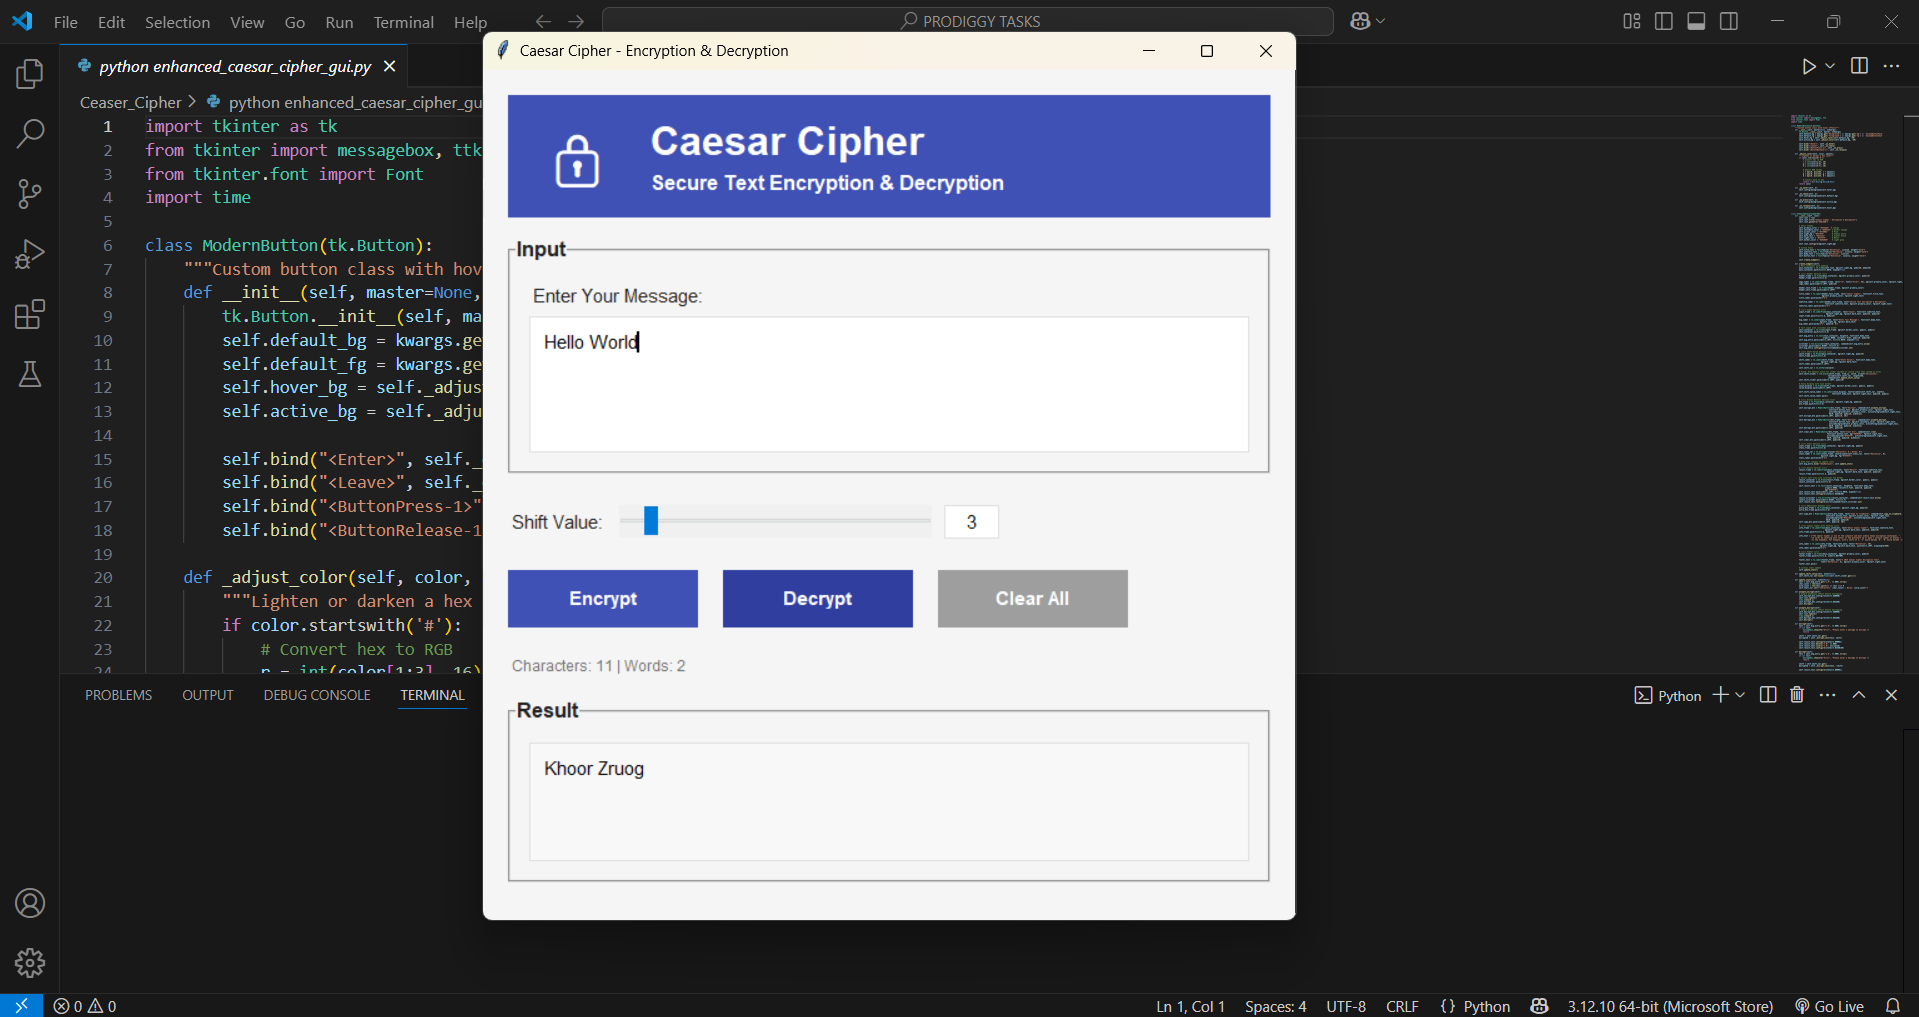 File Edit Selection View Go Run Terminal Help
PRODIGGY TASKS
python enhanced_caesar_cipher_gui.py
Ceaser_Cipher > python enhanced_caesar_cipher_gu
1 import tkinter as tk
2 from tkinter import messagebox, ttk
3 from tkinter.font import Font
4 import time
5
6 class ModernButton(tk.Button):
7 """Custom button class with hov
8 def __init__(self, master=None,
9 tk.Button.__init__(self, ma
10 self.default_bg = kwargs.ge
11 self.default_fg = kwargs.ge
12 self.hover_bg = self._adjus
13 self.active_bg = self._adju
14
15 self.bind("<Enter>", self._
16 self.bind("<Leave>", self._
17 self.bind("<ButtonPress-1>"
18 self.bind("<ButtonRelease-1
19
20 def _adjust_color(self, color,
21 """Lighten or darken a hex
22 if color.startswith('#'):
23 # Convert hex to RGB
24 r = int(color[1:3], 16)
Caesar Cipher - Encryption & Decryption
Caesar Cipher
Secure Text Encryption & Decryption
Input
Enter Your Message:
Hello World
Shift Value: 3
Encrypt Decrypt Clear All
Characters: 11 | Words: 2
Result
Khoor Zruog
PROBLEMS OUTPUT DEBUG CONSOLE TERMINAL
Python
0 0
Ln 1, Col 1 Spaces: 4 UTF-8 CRLF {} Python 3.12.10 64-bit (Microsoft Store) Go Live